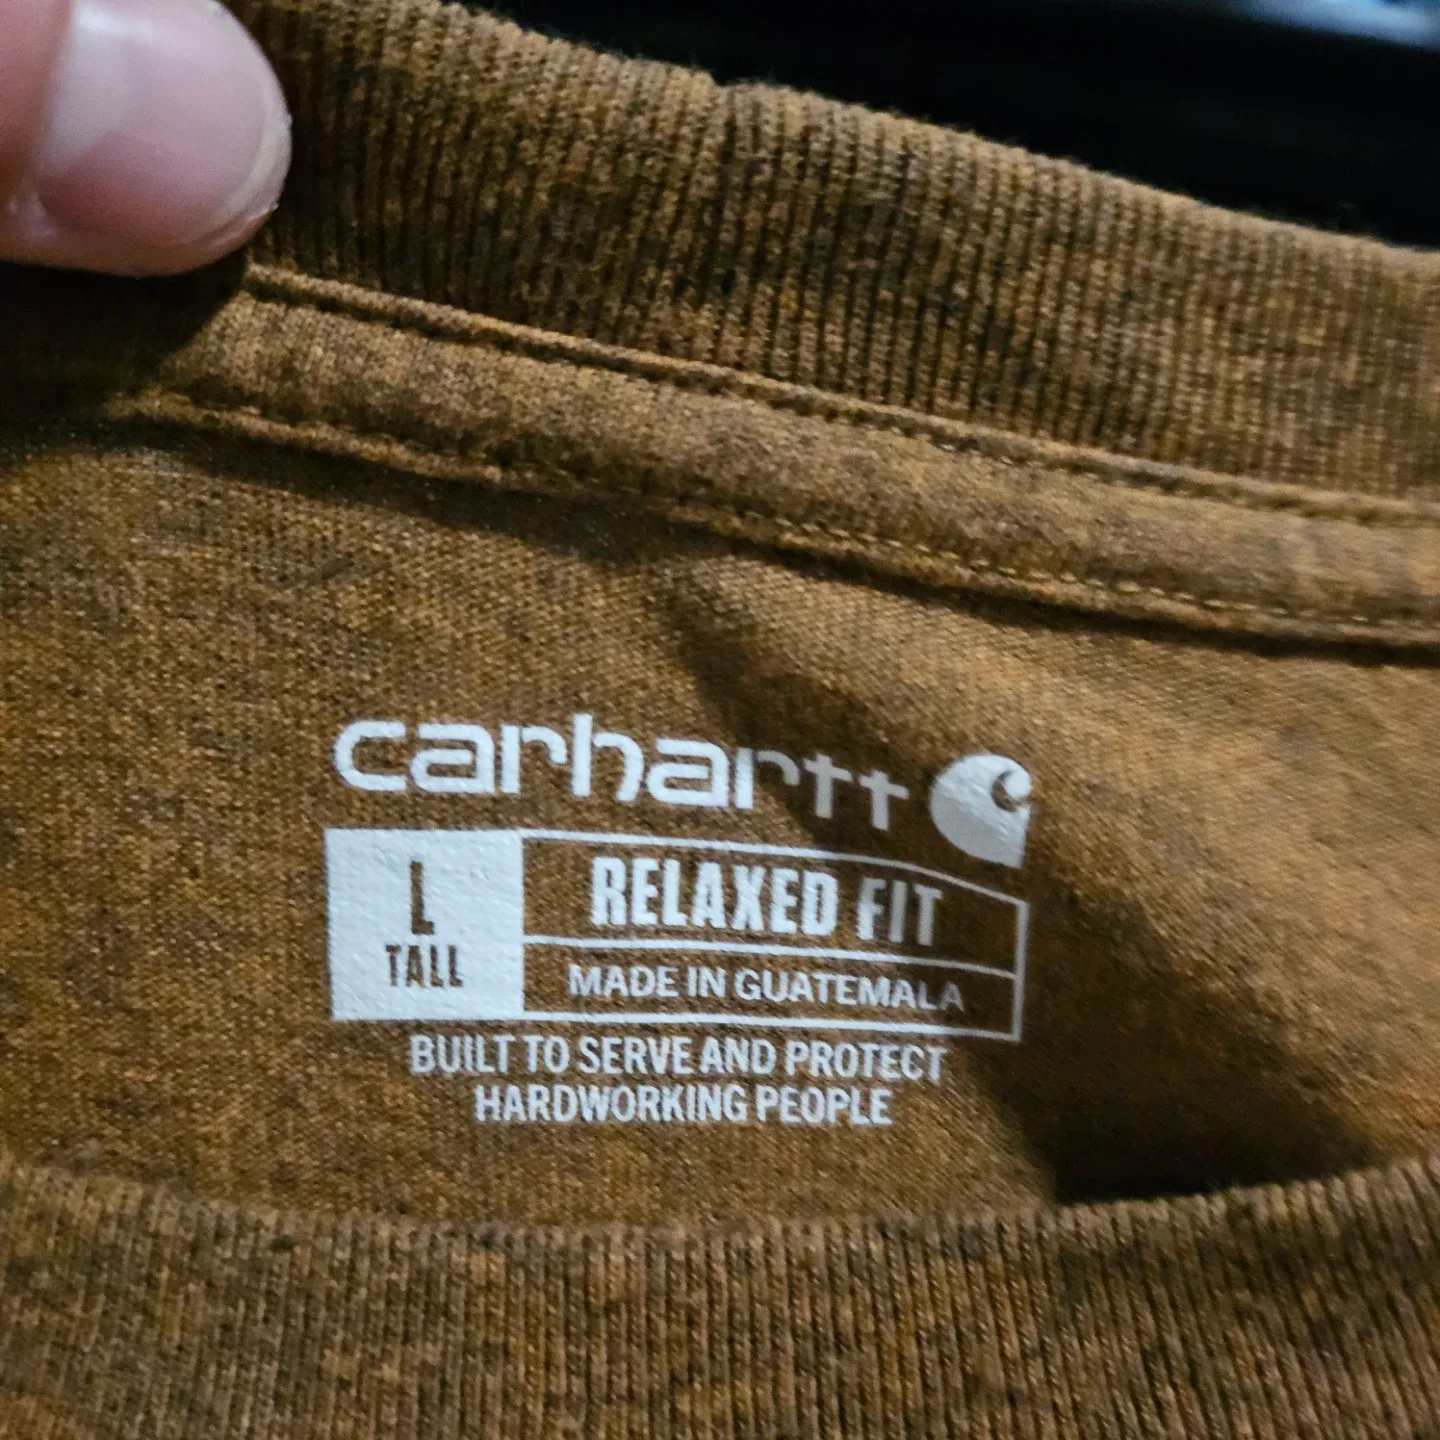 carhartt
L
TALL
RELAXED FIT
MADE IN GUATEMALA
BUILT TO SERVE AND PROTECT
HARDWORKING PEOPLE